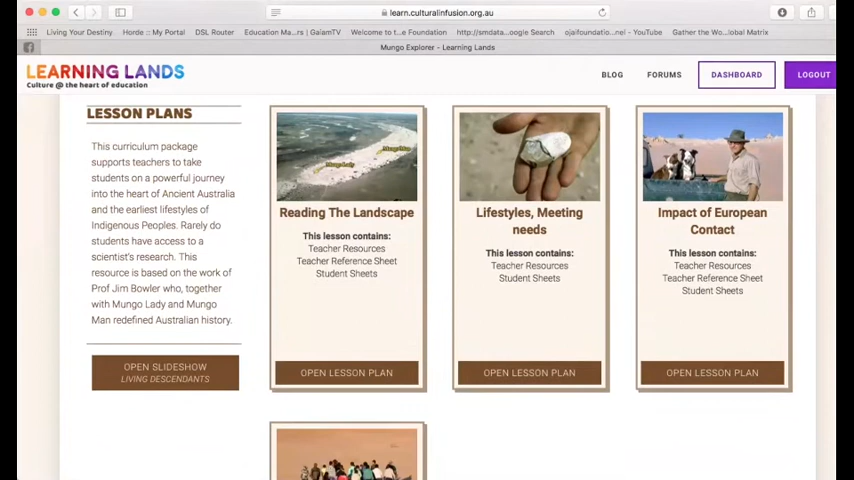 learn.culturalinfusion.org.au
Living Your Destiny
Horde :: My Portal
DSL Router
Education Ma...rs | GaiamTV
Welcome to t...e Foundation
http://smdata...oogle Search
ojaifoundatio...nel - YouTube
Gather the Wo...lobal Matrix
Mungo Explorer - Learning Lands
LEARNING LANDS
Culture @ the heart of education
BLOG
FORUMS
DASHBOARD
LOGOUT
LESSON PLANS
This curriculum package
supports teachers to take
students on a powerful journey
into the heart of Ancient Australia
and the earliest lifestyles of
Indigenous Peoples. Rarely do
students have access to a
scientist's research. This
resource is based on the work of
Prof Jim Bowler who, together
with Mungo Lady and Mungo
Man redefined Australian history.
OPEN SLIDESHOW
LIVING DESCENDANTS
Mungo Man
Mungo Lady
Reading The Landscape
This lesson contains:
Teacher Resources
Teacher Reference Sheet
Student Sheets
OPEN LESSON PLAN
Lifestyles, Meeting
needs
This lesson contains:
Teacher Resources
Student Sheets
OPEN LESSON PLAN
Impact of European
Contact
This lesson contains:
Teacher Resources
Teacher Reference Sheet
Student Sheets
OPEN LESSON PLAN